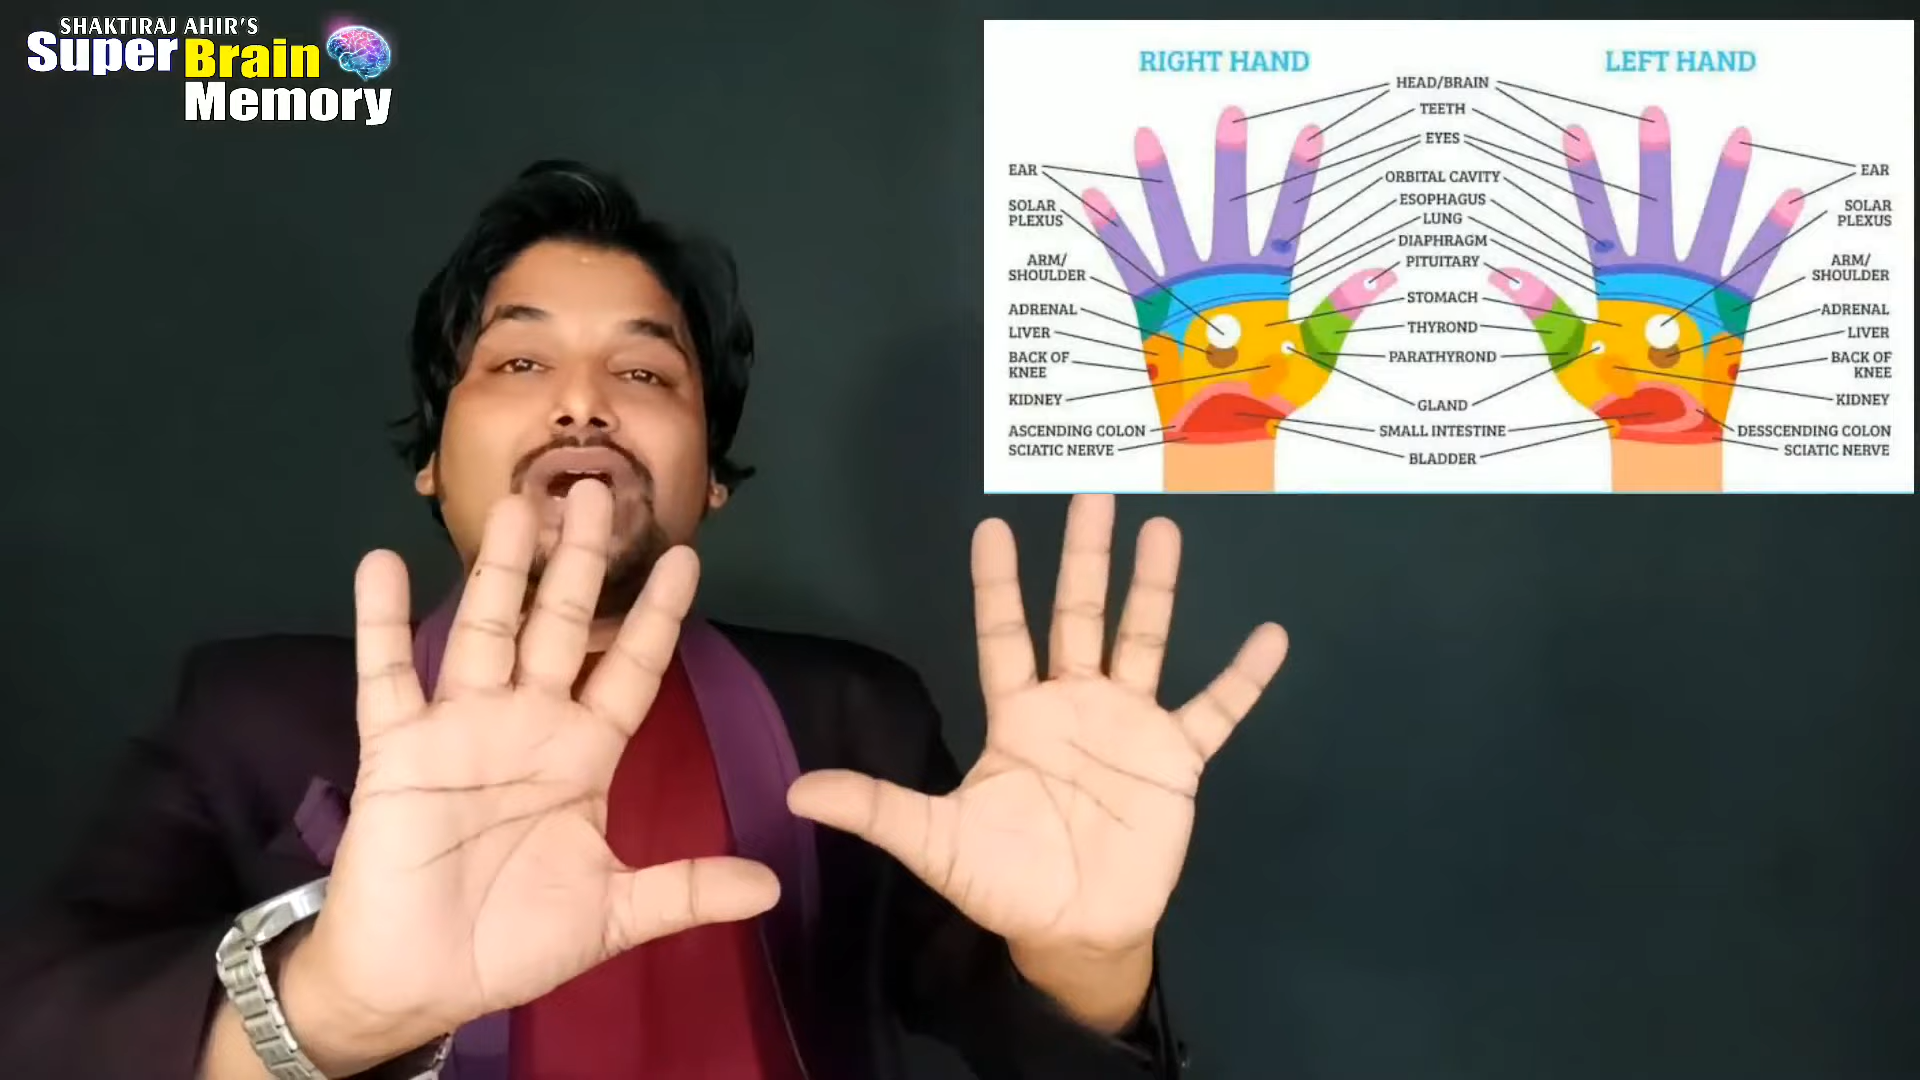 SHAKTIRAJ AHIR'S
Super Brain
Memory
RIGHT HAND
LEFT HAND
HEAD/BRAIN
TEETH
EYES
ORBITAL CAVITY
ESOPHAGUS
LUNG
DIAPHRAGM
PITUITARY
STOMACH
THYROND
PARATHYROND
GLAND
SMALL INTESTINE
BLADDER
EAR
SOLAR
PLEXUS
ARM/
SHOULDER
ADRENAL
LIVER
BACK OF
KNEE
KIDNEY
ASCENDING COLON
SCIATIC NERVE
EAR
SOLAR
PLEXUS
ARM/
SHOULDER
ADRENAL
LIVER
BACK OF
KNEE
KIDNEY
DESSCENDING COLON
SCIATIC NERVE